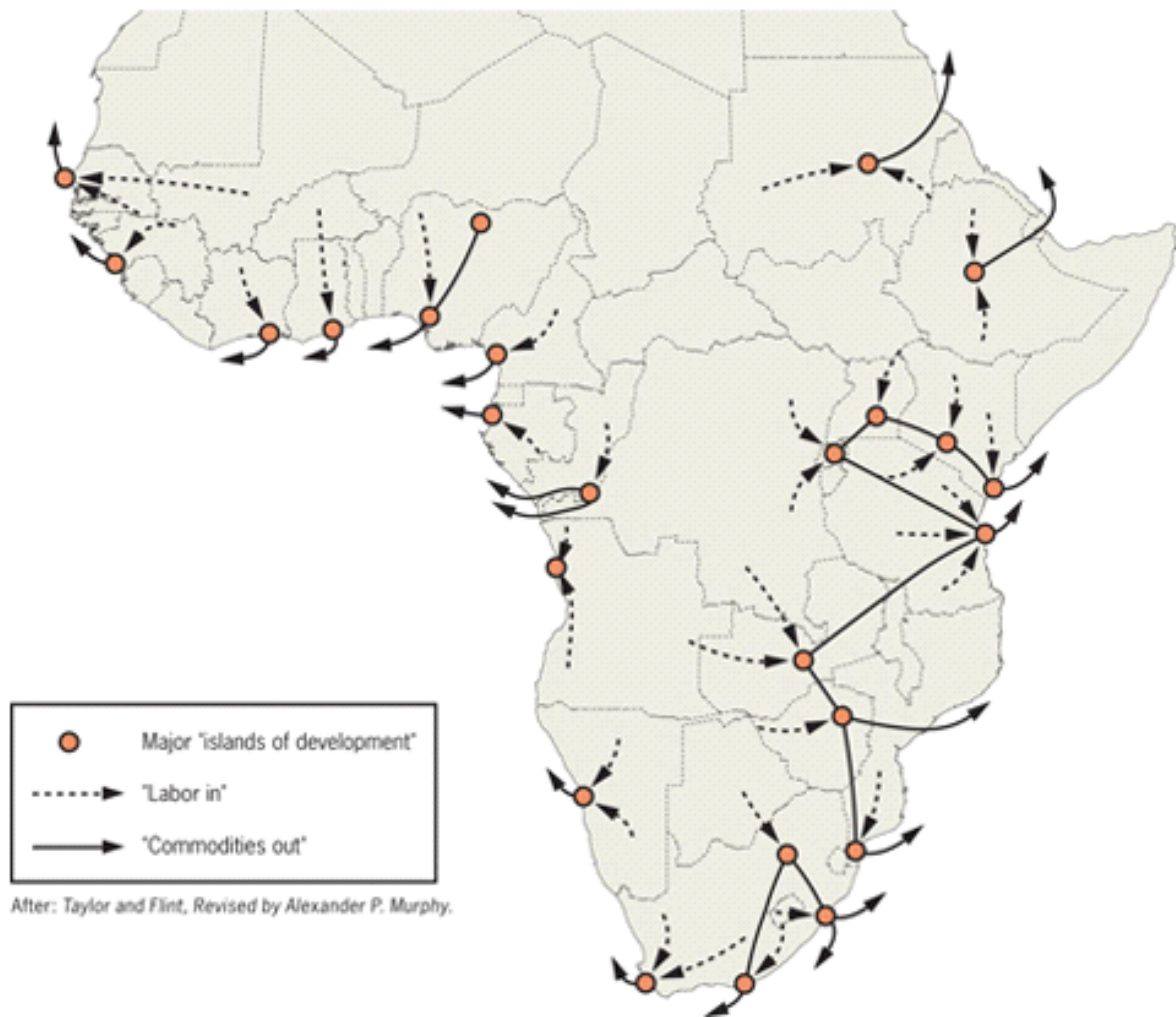 Major "islands of development"
"Labor in"
"Commodities out"
After: Taylor and Flint, Revised by Alexander P. Murphy.